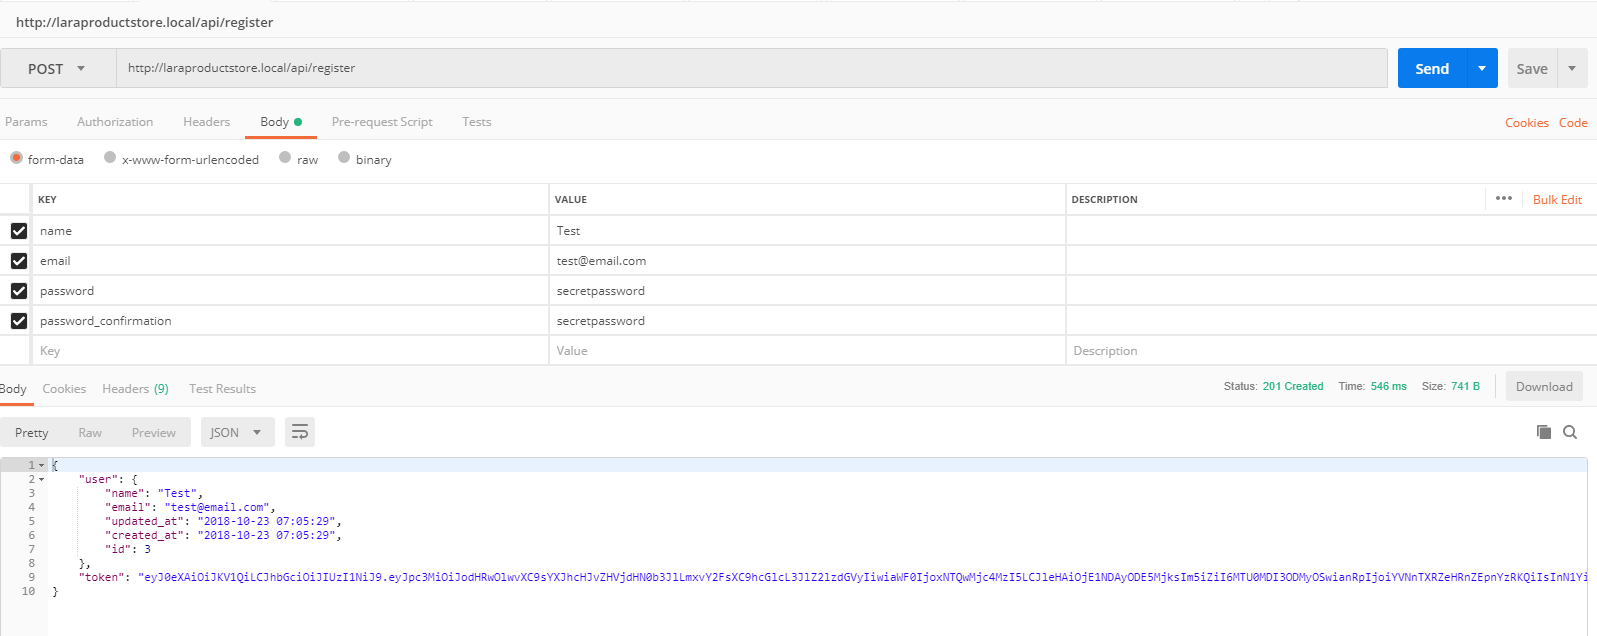 http://laraproductstore.local/api/register
POST http://laraproductstore.local/api/register Send Save
Params Authorization Headers Body Pre-request Script Tests Cookies Code
form-data x-www-form-urlencoded raw binary
KEY VALUE DESCRIPTION ••• Bulk Edit
name Test
email test@email.com
password secretpassword
password_confirmation secretpassword
Key Value Description
Body Cookies Headers (9) Test Results Status: 201 Created Time: 546 ms Size: 741 B Download
Pretty Raw Preview JSON
1 {
2 "user": {
3 "name": "Test",
4 "email": "test@email.com",
5 "updated_at": "2018-10-23 07:05:29",
6 "created_at": "2018-10-23 07:05:29",
7 "id": 3
8 },
9 "token":
10 }